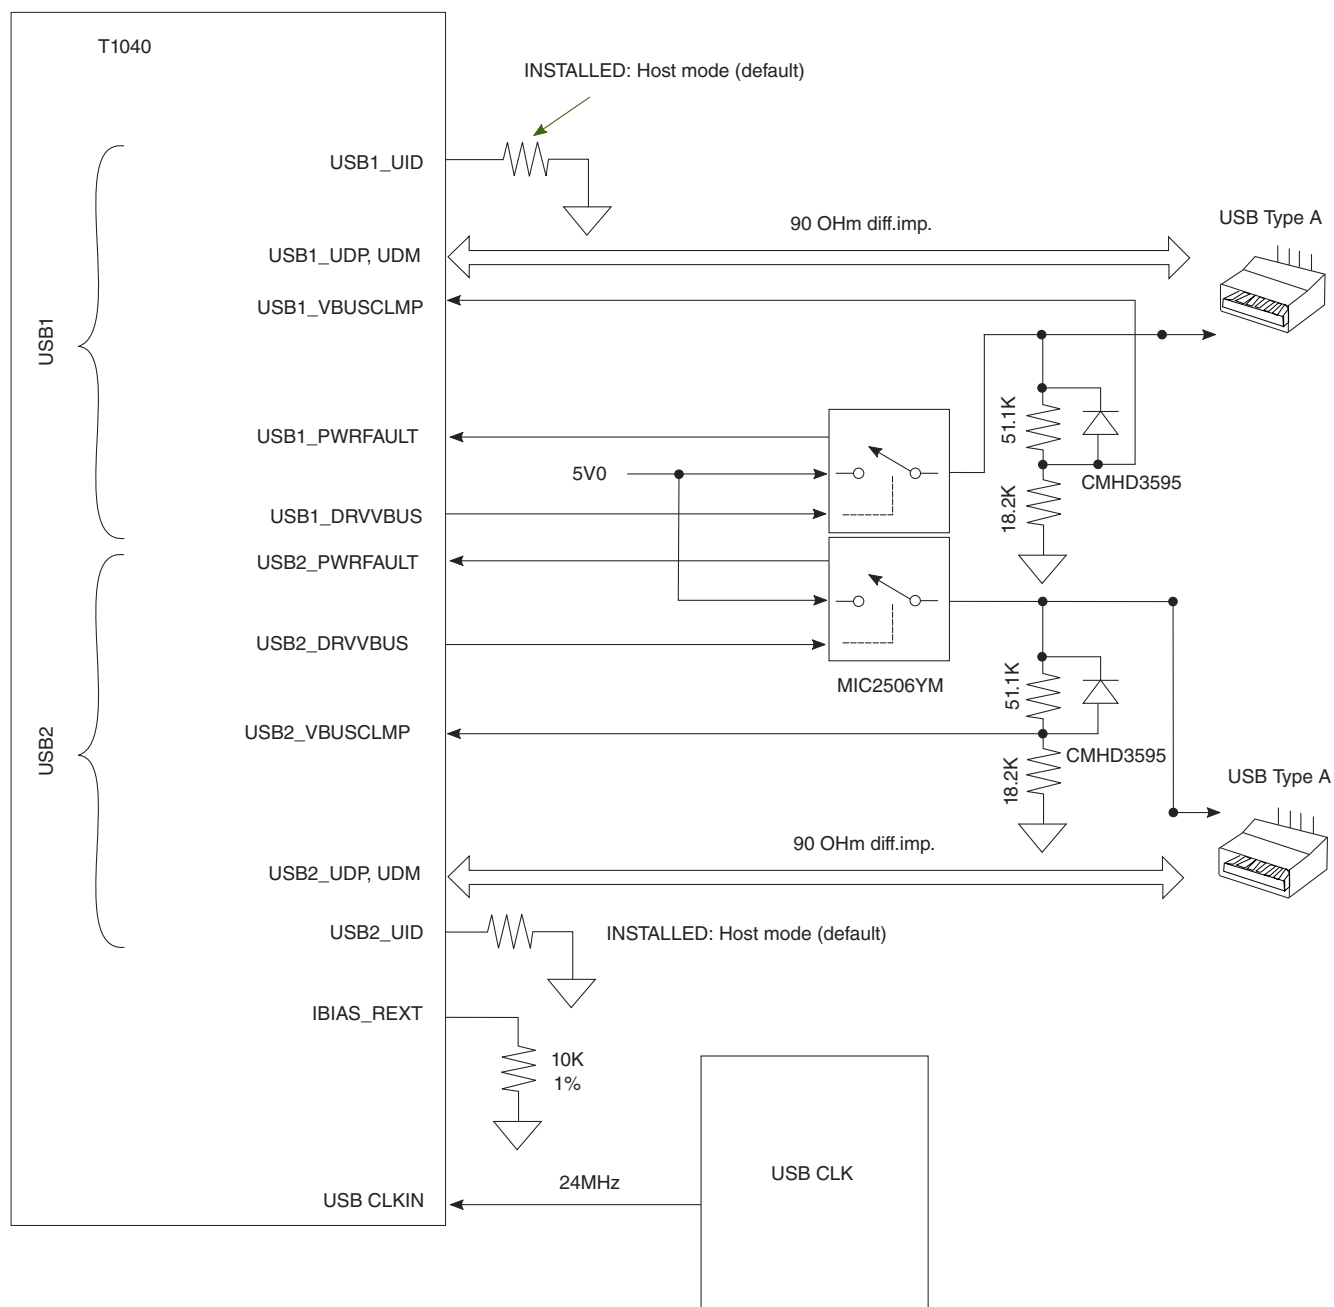 T1040
INSTALLED: Host mode (default)
USB1_UID
90 OHm diff.imp.
USB Type A
USB1_UDP, UDM
USB1_VBUSCLMP
USB1
51.1K
USB1_PWRFAULT
5V0
CMHD3595
18.2K
USB1_DRVVBUS
USB2_PWRFAULT
USB2_DRVVBUS
MIC2506YM
51.1K
USB2_VBUSCLMP
USB2
CMHD3595
18.2K
USB Type A
90 OHm diff.imp.
USB2_UDP, UDM
USB2_UID
INSTALLED: Host mode (default)
IBIAS_REXT
10K
1%
USB CLK
24MHz
USB CLKIN